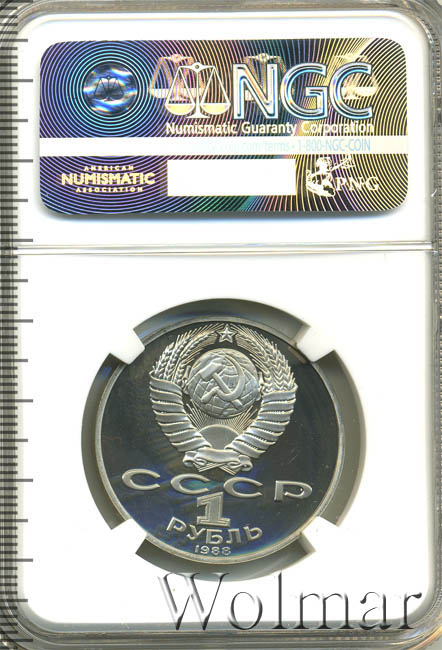 NGC
Numismatic Guaranty Corporation
.com/terms • 1-800-NGC-COIN
AMERICAN
NUMISMATIC
ASSOCIATION
PNG
СССР
1
РУБЛЬ
1988
Wolmar